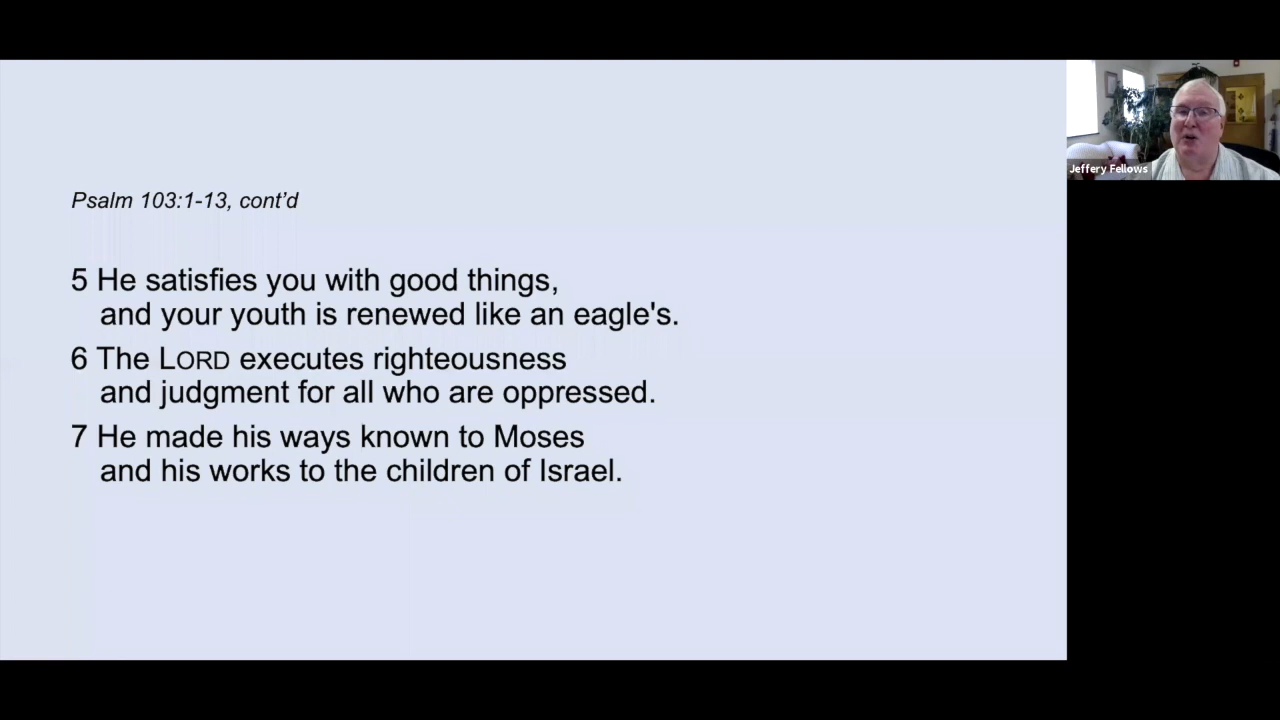 Psalm 103:1-13, cont’d
5 He satisfies you with good things,
and your youth is renewed like an eagle's.
6 The LORD executes righteousness
and judgment for all who are oppressed.
7 He made his ways known to Moses
and his works to the children of Israel.
Jeffery Fellows